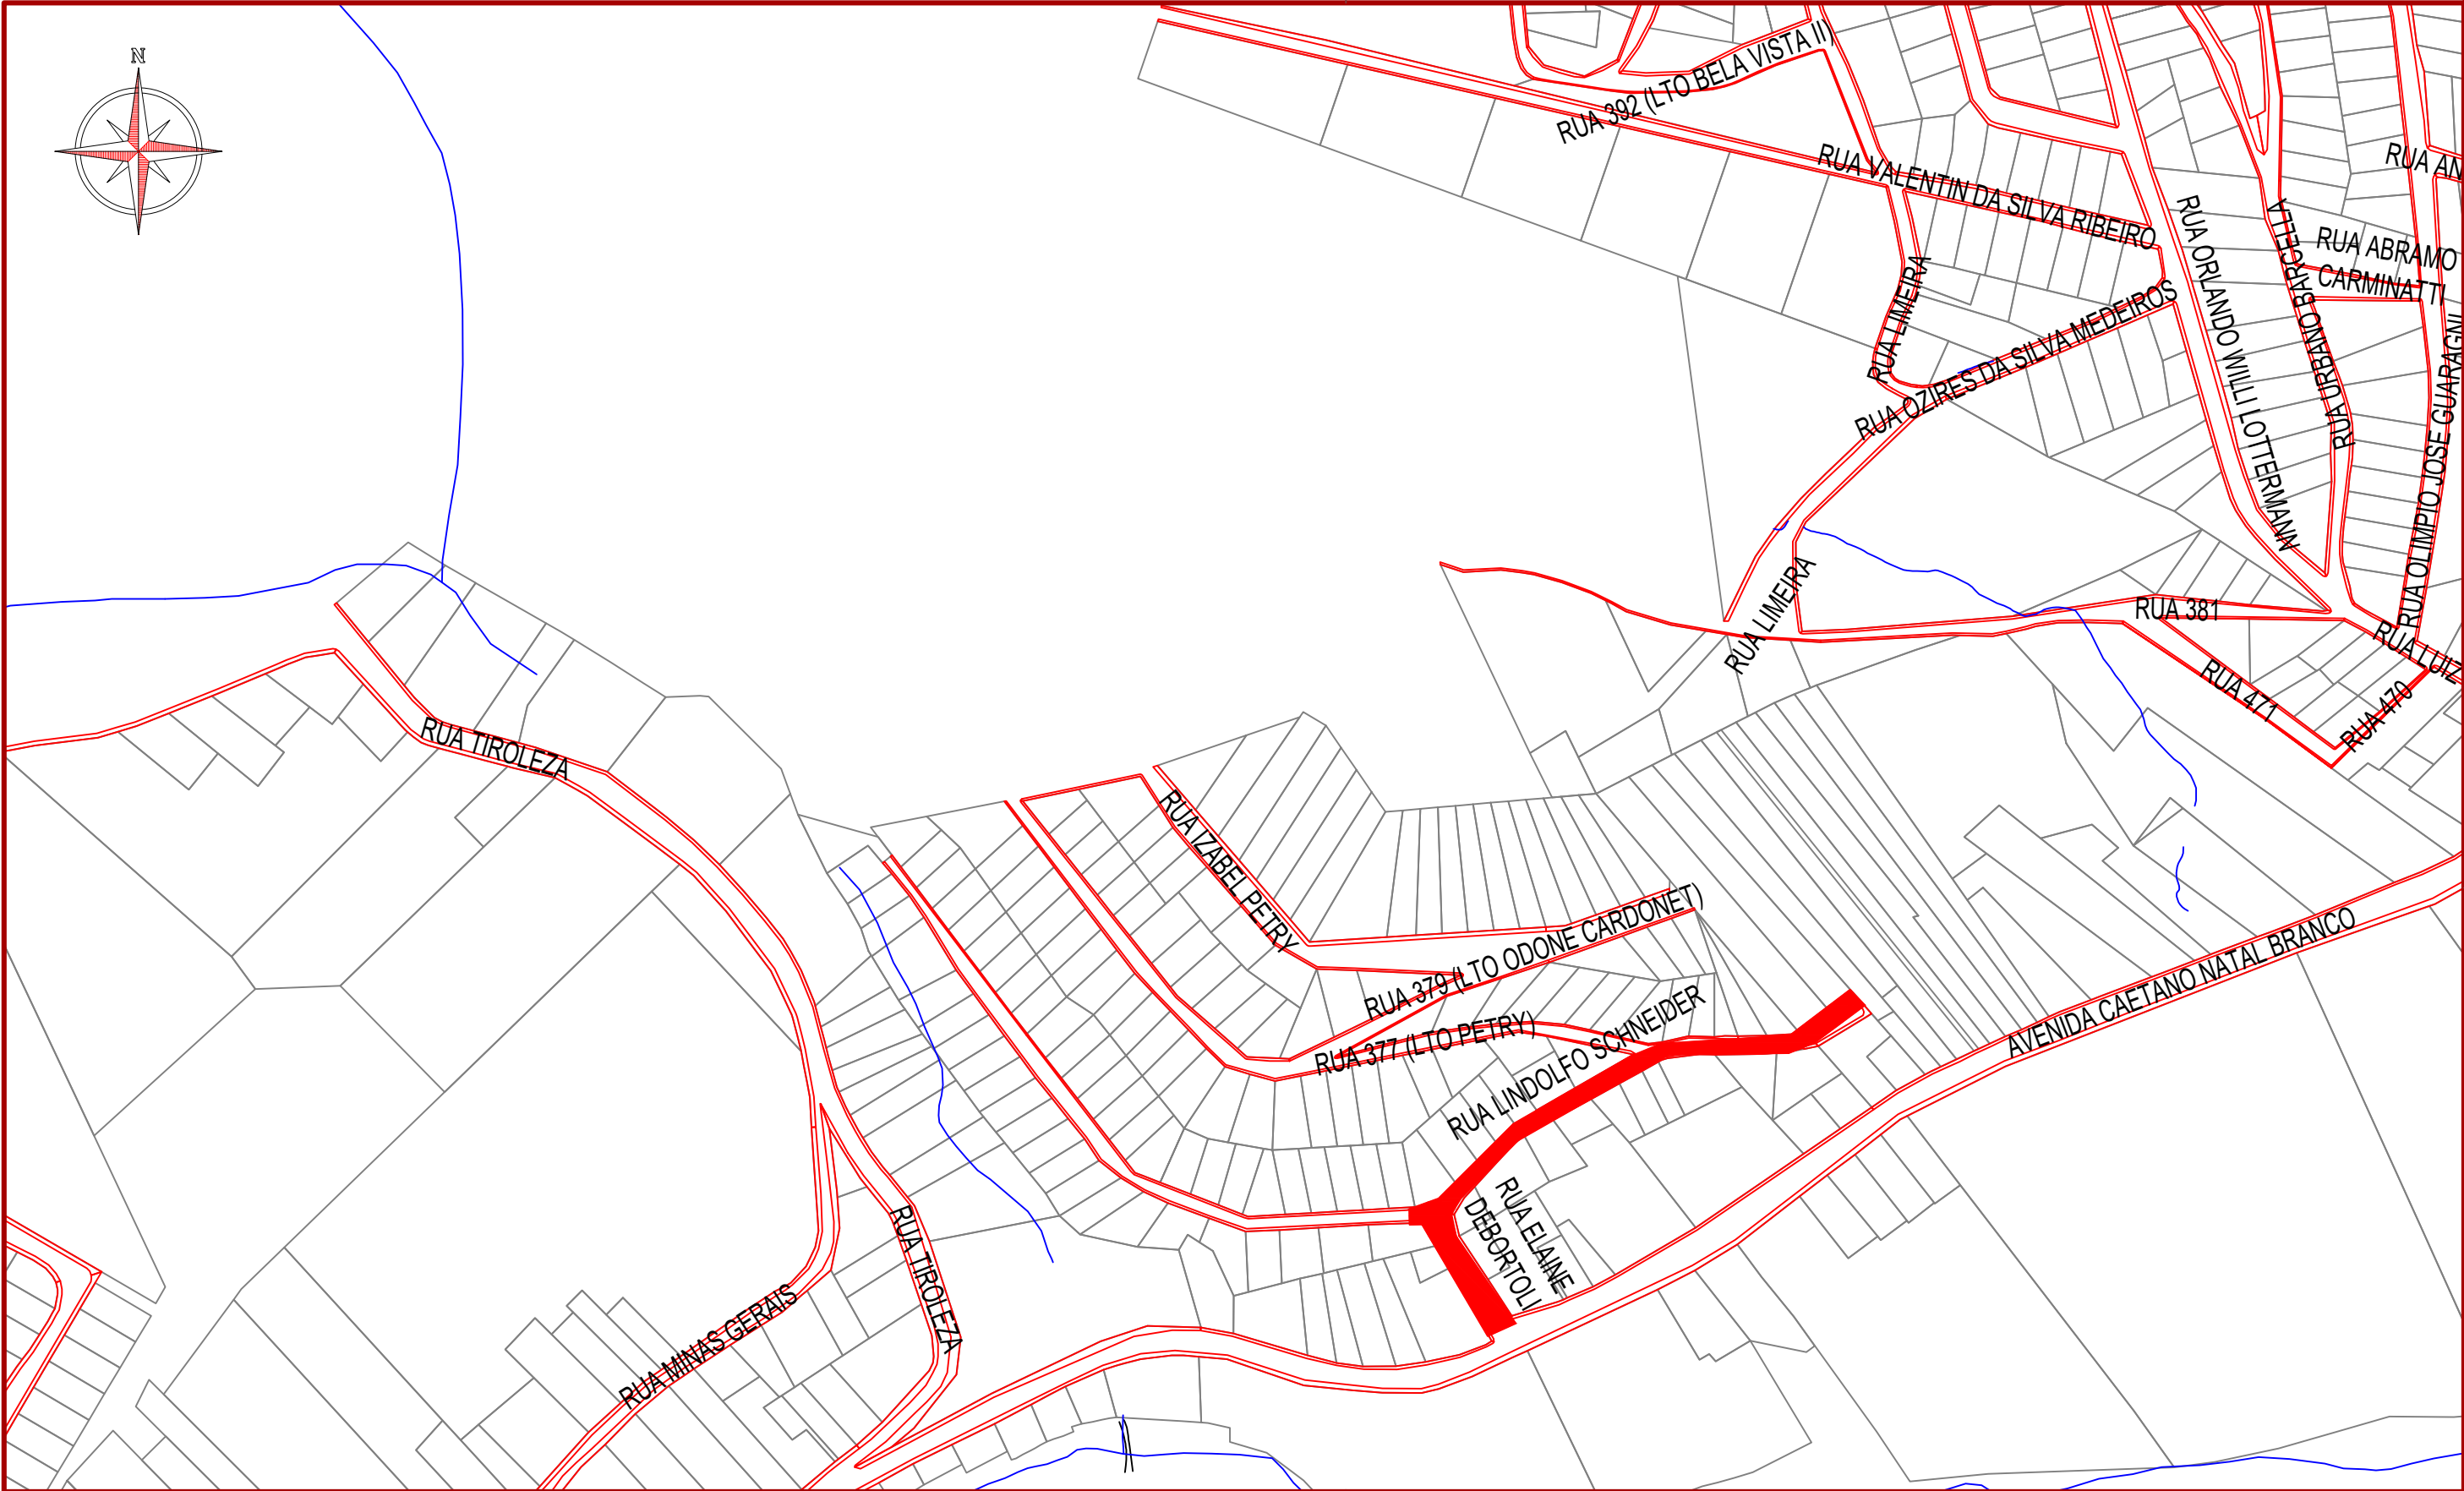 N
RUA 392 (LTO BELA VISTA II)
RUA VALENTIN DA SILVA RIBEIRO
RUA AN
RUA ABRAMO
CARMINATTI
RUA ORLANDO WILLI LOTTERMANN
RUA URBANO BARCELLA
RUA OLIMPIO JOSE GUARAGNI
RUA LIMEIRA
RUA OZIRES DA SILVA MEDEIROS
RUA LIMEIRA
RUA 381
RUA LUIZ
RUA 471
RUA 470
RUA TIROLEZA
RUA IZABEL PETRY
RUA 379 (LTO ODONE CARDONET)
RUA 377 (LTO PETRY)
RUA LINDOLFO SCHNEIDER
AVENIDA CAETANO NATAL BRANCO
RUA ELAINE
DEBORTOLI
RUA TIROLEZA
RUA MINAS GERAIS